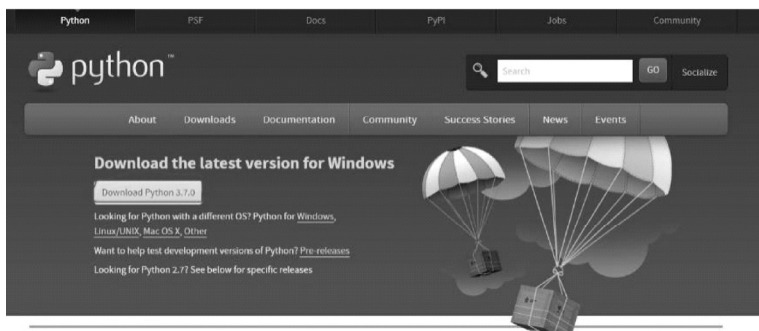 Python PSF Docs PyPI Jobs Community
python™
Search GO Socialize
About Downloads Documentation Community Success Stories News Events
Download the latest version for Windows
Download Python 3.7.0
Looking for Python with a different OS? Python for Windows,
Linux/UNIX, Mac OS X, Other
Want to help test development versions of Python? Pre-releases
Looking for Python 2.7? See below for specific releases